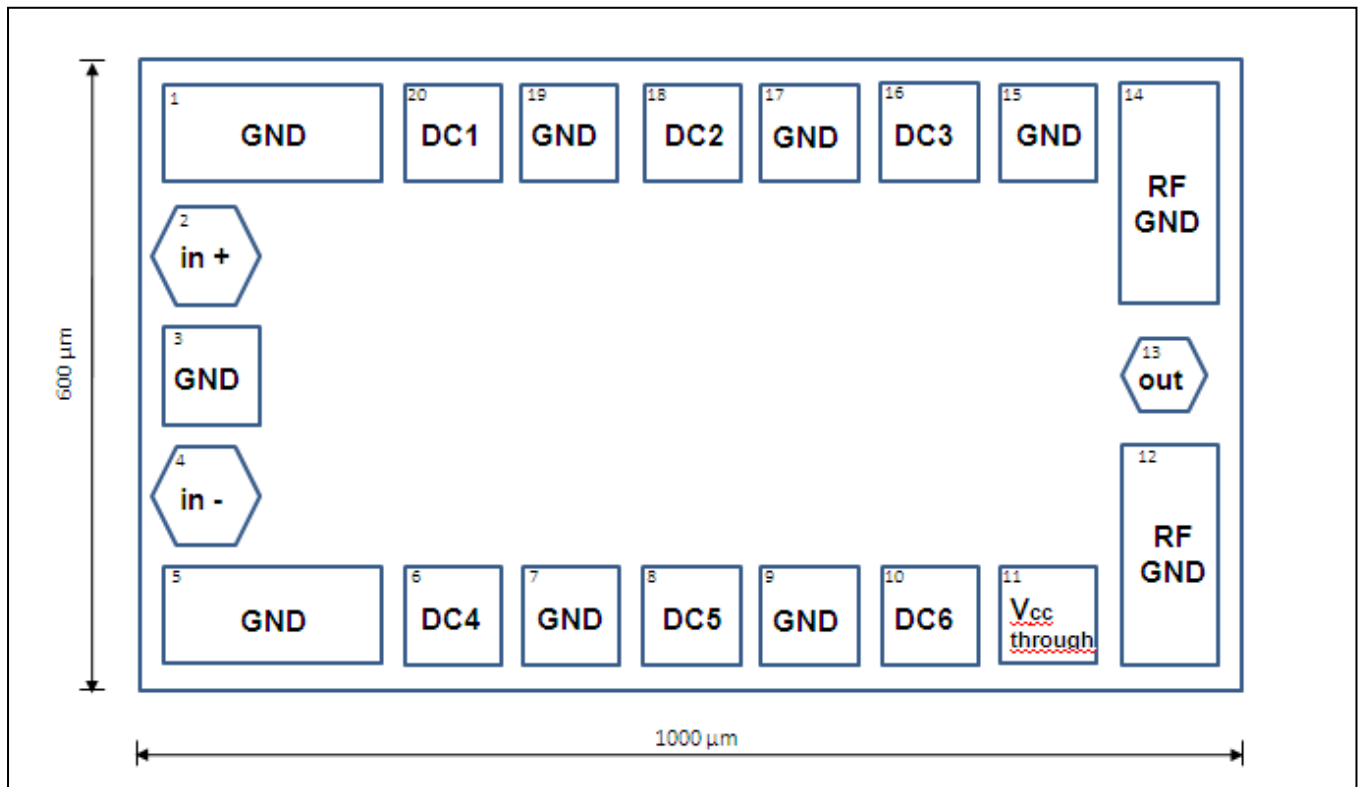 1
GND
20
DC1
19
GND
18
DC2
17
GND
16
DC3
15
GND
14
RF
GND
2
in +
3
GND
4
in -
600 µm
13
out
12
RF
GND
5
GND
6
DC4
7
GND
8
DC5
9
GND
10
DC6
11
Vcc
through
1000 µm